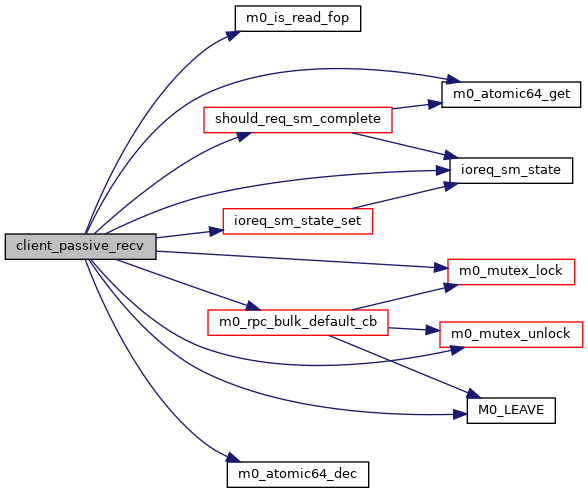 m0_is_read_fop
m0_atomic64_get
should_req_sm_complete
ioreq_sm_state
ioreq_sm_state_set
client_passive_recv
m0_mutex_lock
m0_rpc_bulk_default_cb
m0_mutex_unlock
M0_LEAVE
m0_atomic64_dec